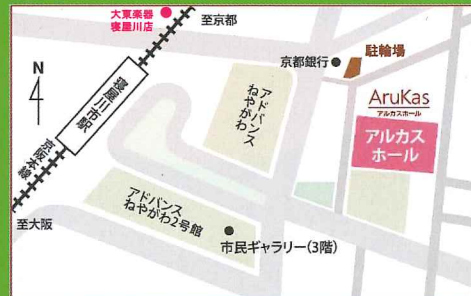 大東楽器
寝屋川店
至京都
京都銀行
駐輪場
N
AruKas
アルカスホール
アルカス
ホール
アドバンス
ねやがわ
寝屋川市駅
京阪本線
アドバンス
ねやがわ2号館
至大阪
市民ギャラリー(3階)